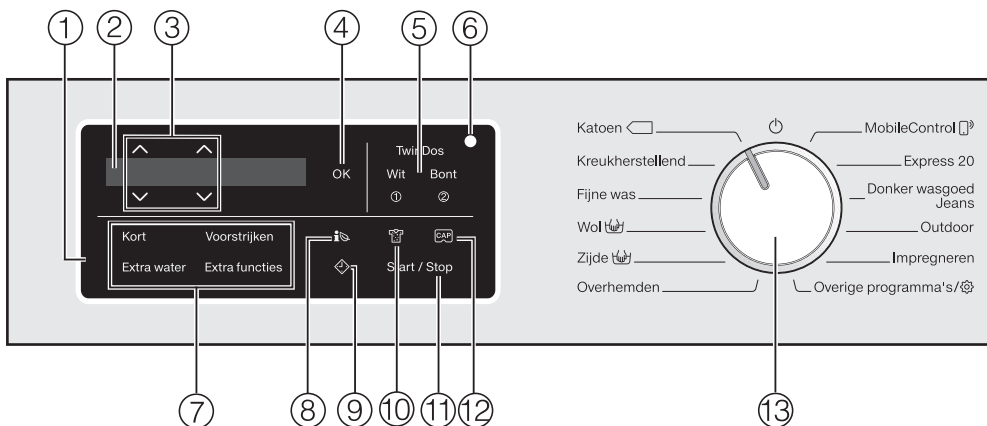 ① ② ③ ④ ⑤ ⑥
TwinDos
OK Wit Bont
① ②
Kort Voorstrijken
Extra water Extra functies
CAP
Start / Stop
Katoen
Kreukherstellend
Fijne was
Wol
Zijde
Overhemden
MobileControl
Express 20
Donker wasgoed
Jeans
Outdoor
Impregneren
Overige programma's/
⑦ ⑧ ⑨ ⑩ ⑪ ⑫ ⑬